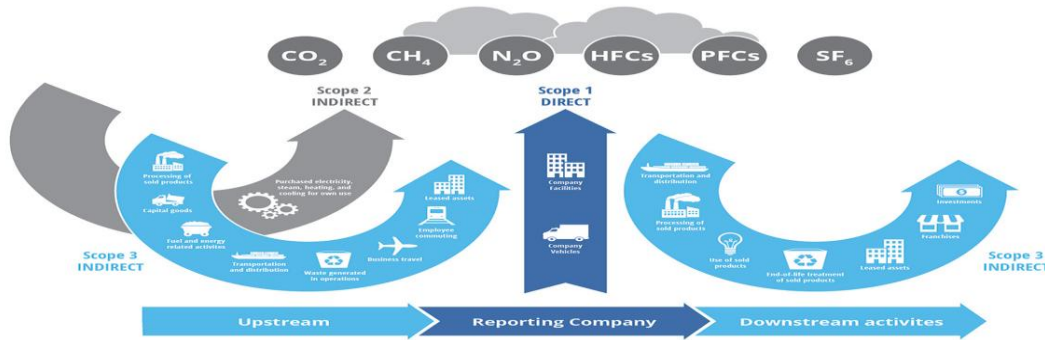 CO₂
CH₄
N₂O
HFCs
PFCs
SF₆
Scope 2
INDIRECT
Scope 1
DIRECT
Scope 3
INDIRECT
Processing of
sold products
Capital goods
Fuel and energy
related activites
Transportation
and distribution
Waste generated
in operations
Business travel
Employee
commuting
Leased assets
Purchased electricity,
steam, heating, and
cooling for own use
Company
Facilities
Company
Vehicles
Transportation and
distribution
Processing of
sold products
Use of sold
products
End-of-life treatment
of sold products
Leased assets
Franchises
Investments
Scope 3
INDIRECT
Upstream
Reporting Company
Downstream activites